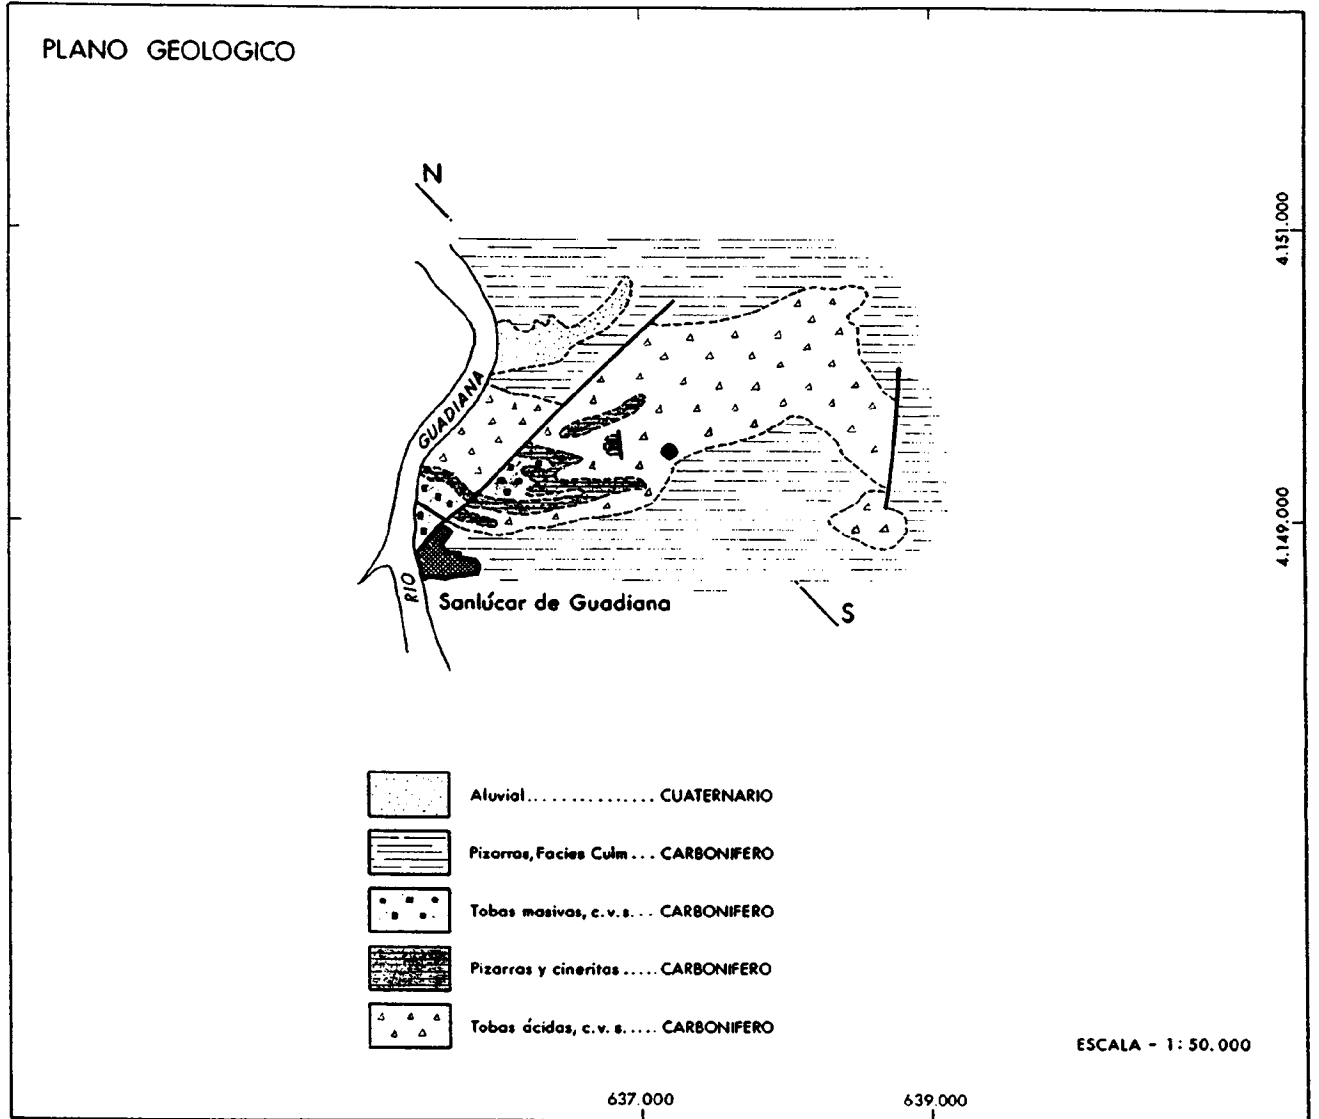 PLANO GEOLOGICO
N
4.151.000
GUADIANA
RIO
4.149.000
Sanlúcar de Guadiana
S
Aluvial............... CUATERNARIO
Pizarras, Facies Culm... CARBONIFERO
Tobas masivas, c.v.s... CARBONIFERO
Pizarras y cineritas..... CARBONIFERO
Tobas ácidas, c.v.s..... CARBONIFERO
ESCALA - 1:50.000
637.000
639.000